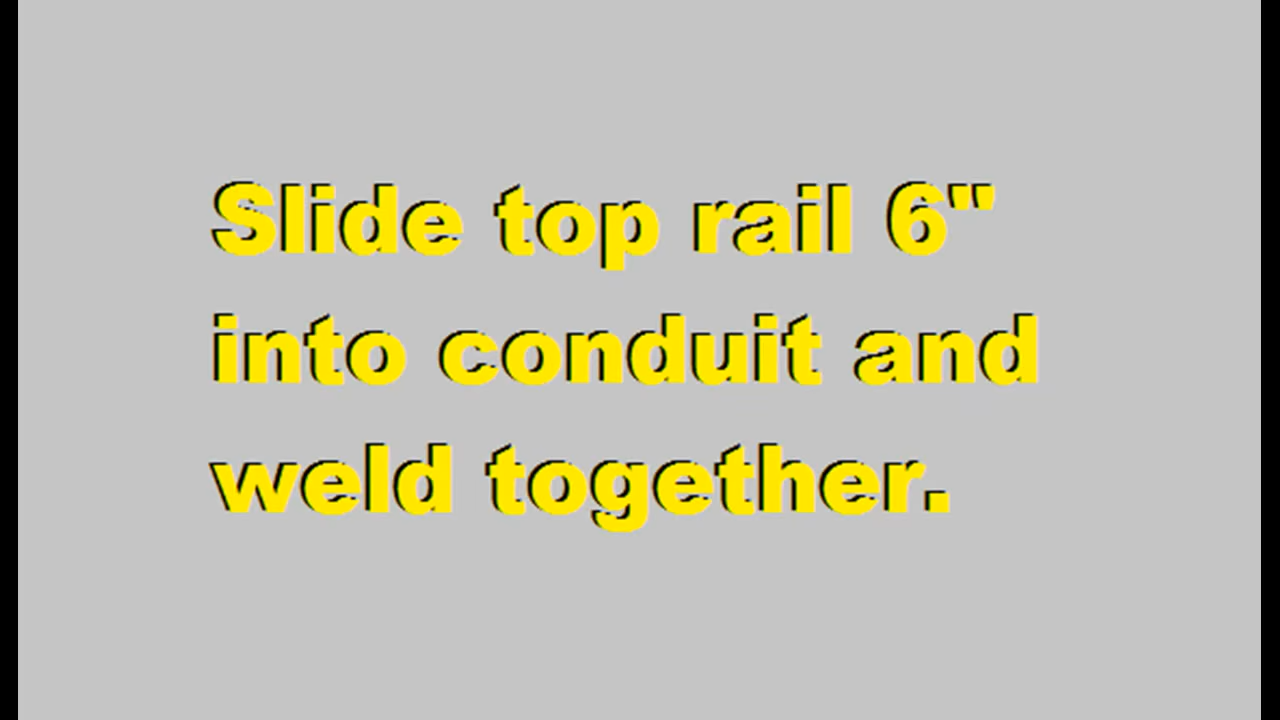 Slide top rail 6"
into conduit and
weld together.